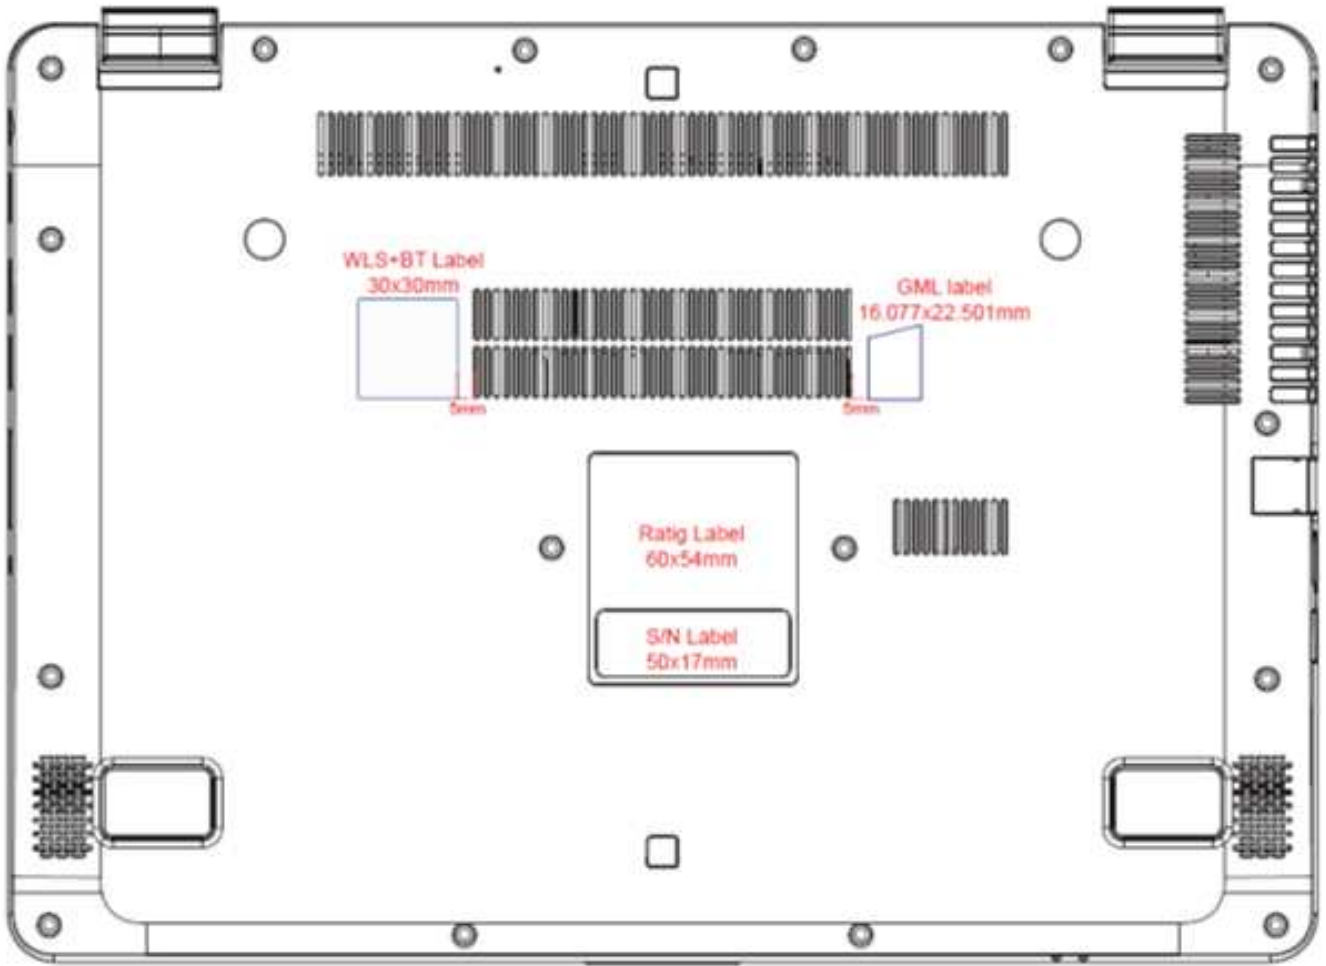 WLS+BT Label
30x30mm
GML label
16.077x22.501mm
5mm
5mm
Ratig Label
60x54mm
S/N Label
50x17mm